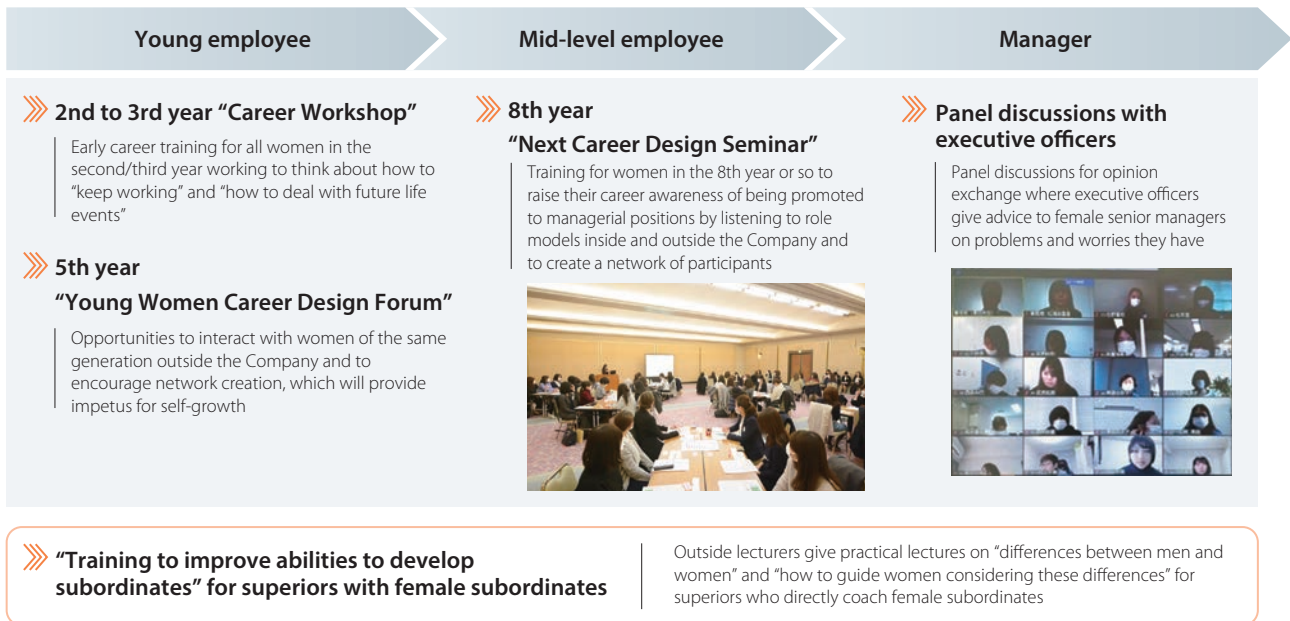 Young employee
Mid-level employee
Manager
2nd to 3rd year “Career Workshop”
Early career training for all women in the
second/third year working to think about how to
“keep working” and “how to deal with future life
events”
5th year
“Young Women Career Design Forum”
Opportunities to interact with women of the same
generation outside the Company and to
encourage network creation, which will provide
impetus for self-growth
8th year
“Next Career Design Seminar”
Training for women in the 8th year or so to
raise their career awareness of being promoted
to managerial positions by listening to role
models inside and outside the Company and
to create a network of participants
Panel discussions with
executive officers
Panel discussions for opinion
exchange where executive officers
give advice to female senior managers
on problems and worries they have
“Training to improve abilities to develop
subordinates” for superiors with female subordinates
Outside lecturers give practical lectures on “differences between men and
women” and “how to guide women considering these differences” for
superiors who directly coach female subordinates